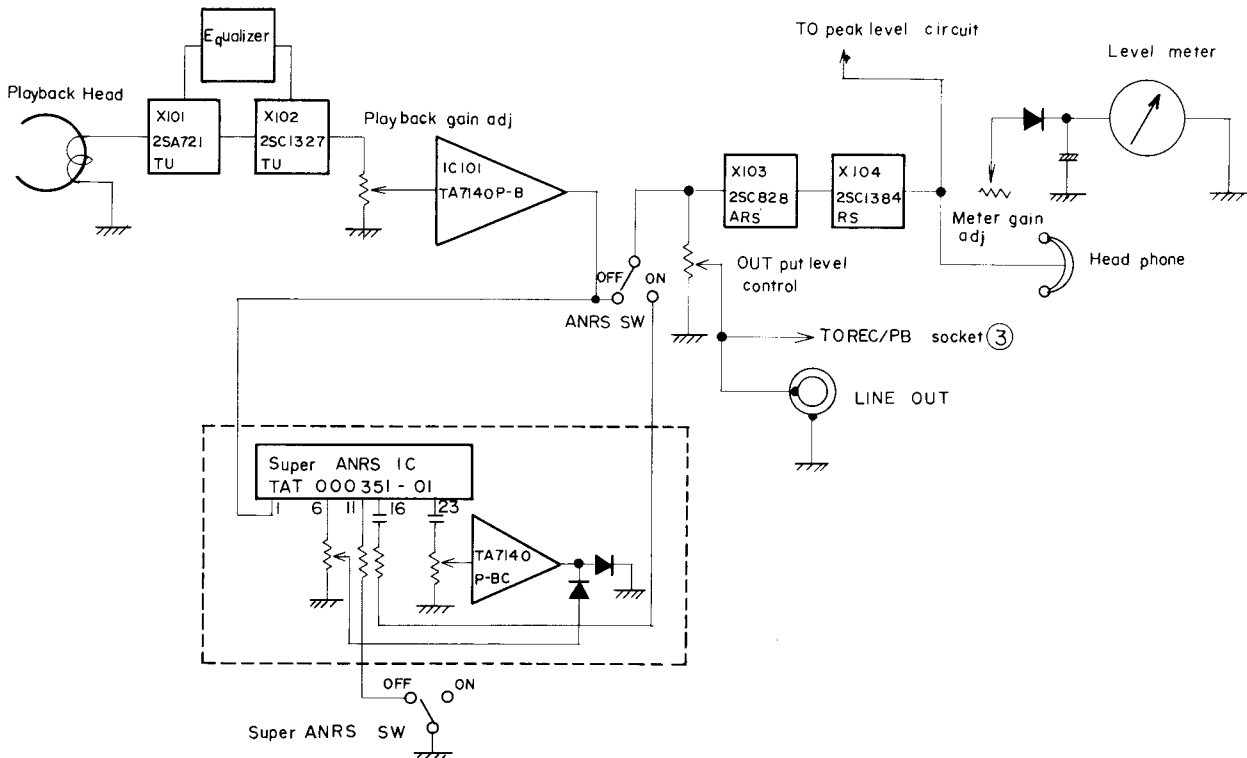 Equalizer
Playback Head
X101
2SA721
TU
X102
2SC1327
TU
Playback gain adj
IC101
TA7140P-B
TO peak level circuit
Level meter
X103
2SC828
ARS
X104
2SC1384
RS
Meter gain
adj
Head phone
OFF
ON
ANRS SW
OUT put level
control
TOREC/PB socket ③
LINE OUT
Super ANRS IC
TAT 000351-01
1
6
11
16
23
TA7140
P-BC
OFF
ON
Super ANRS SW